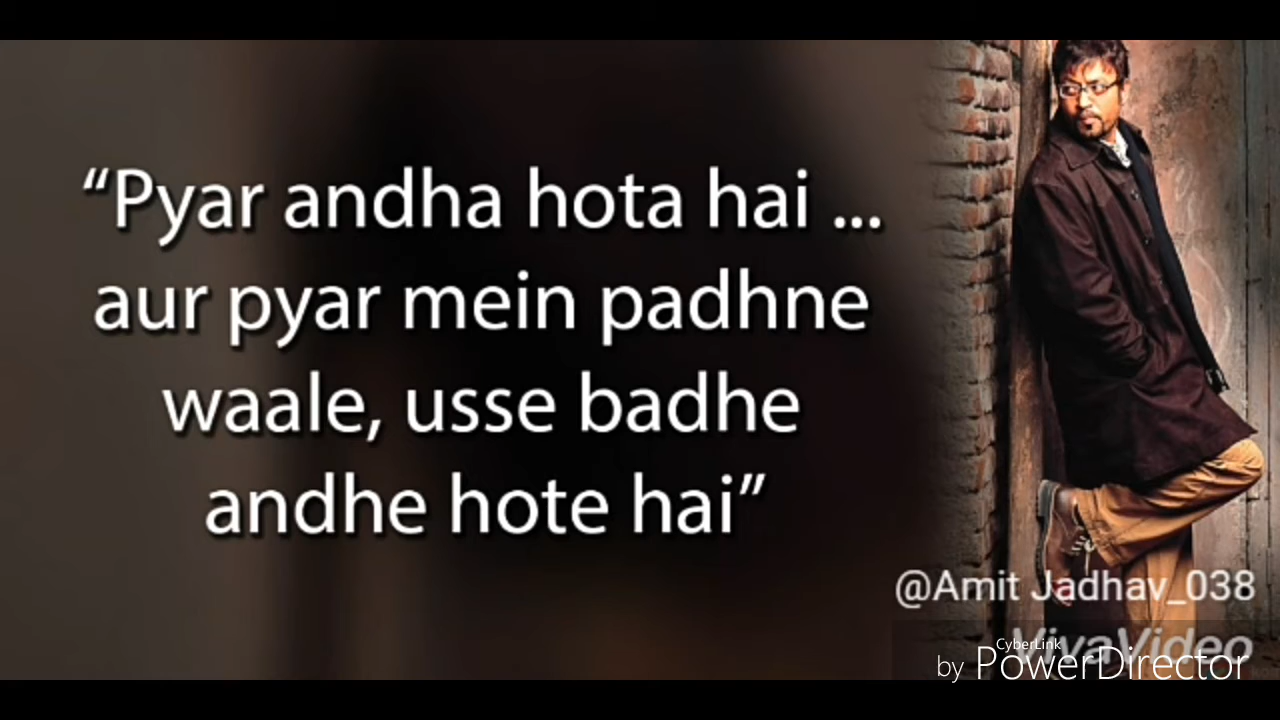 “Pyar andha hota hai ...
aur pyar mein padhne
waale, usse badhe
andhe hote hai”
@Amit Jadhav_038
VivaVideo
CyberLink
by PowerDirector